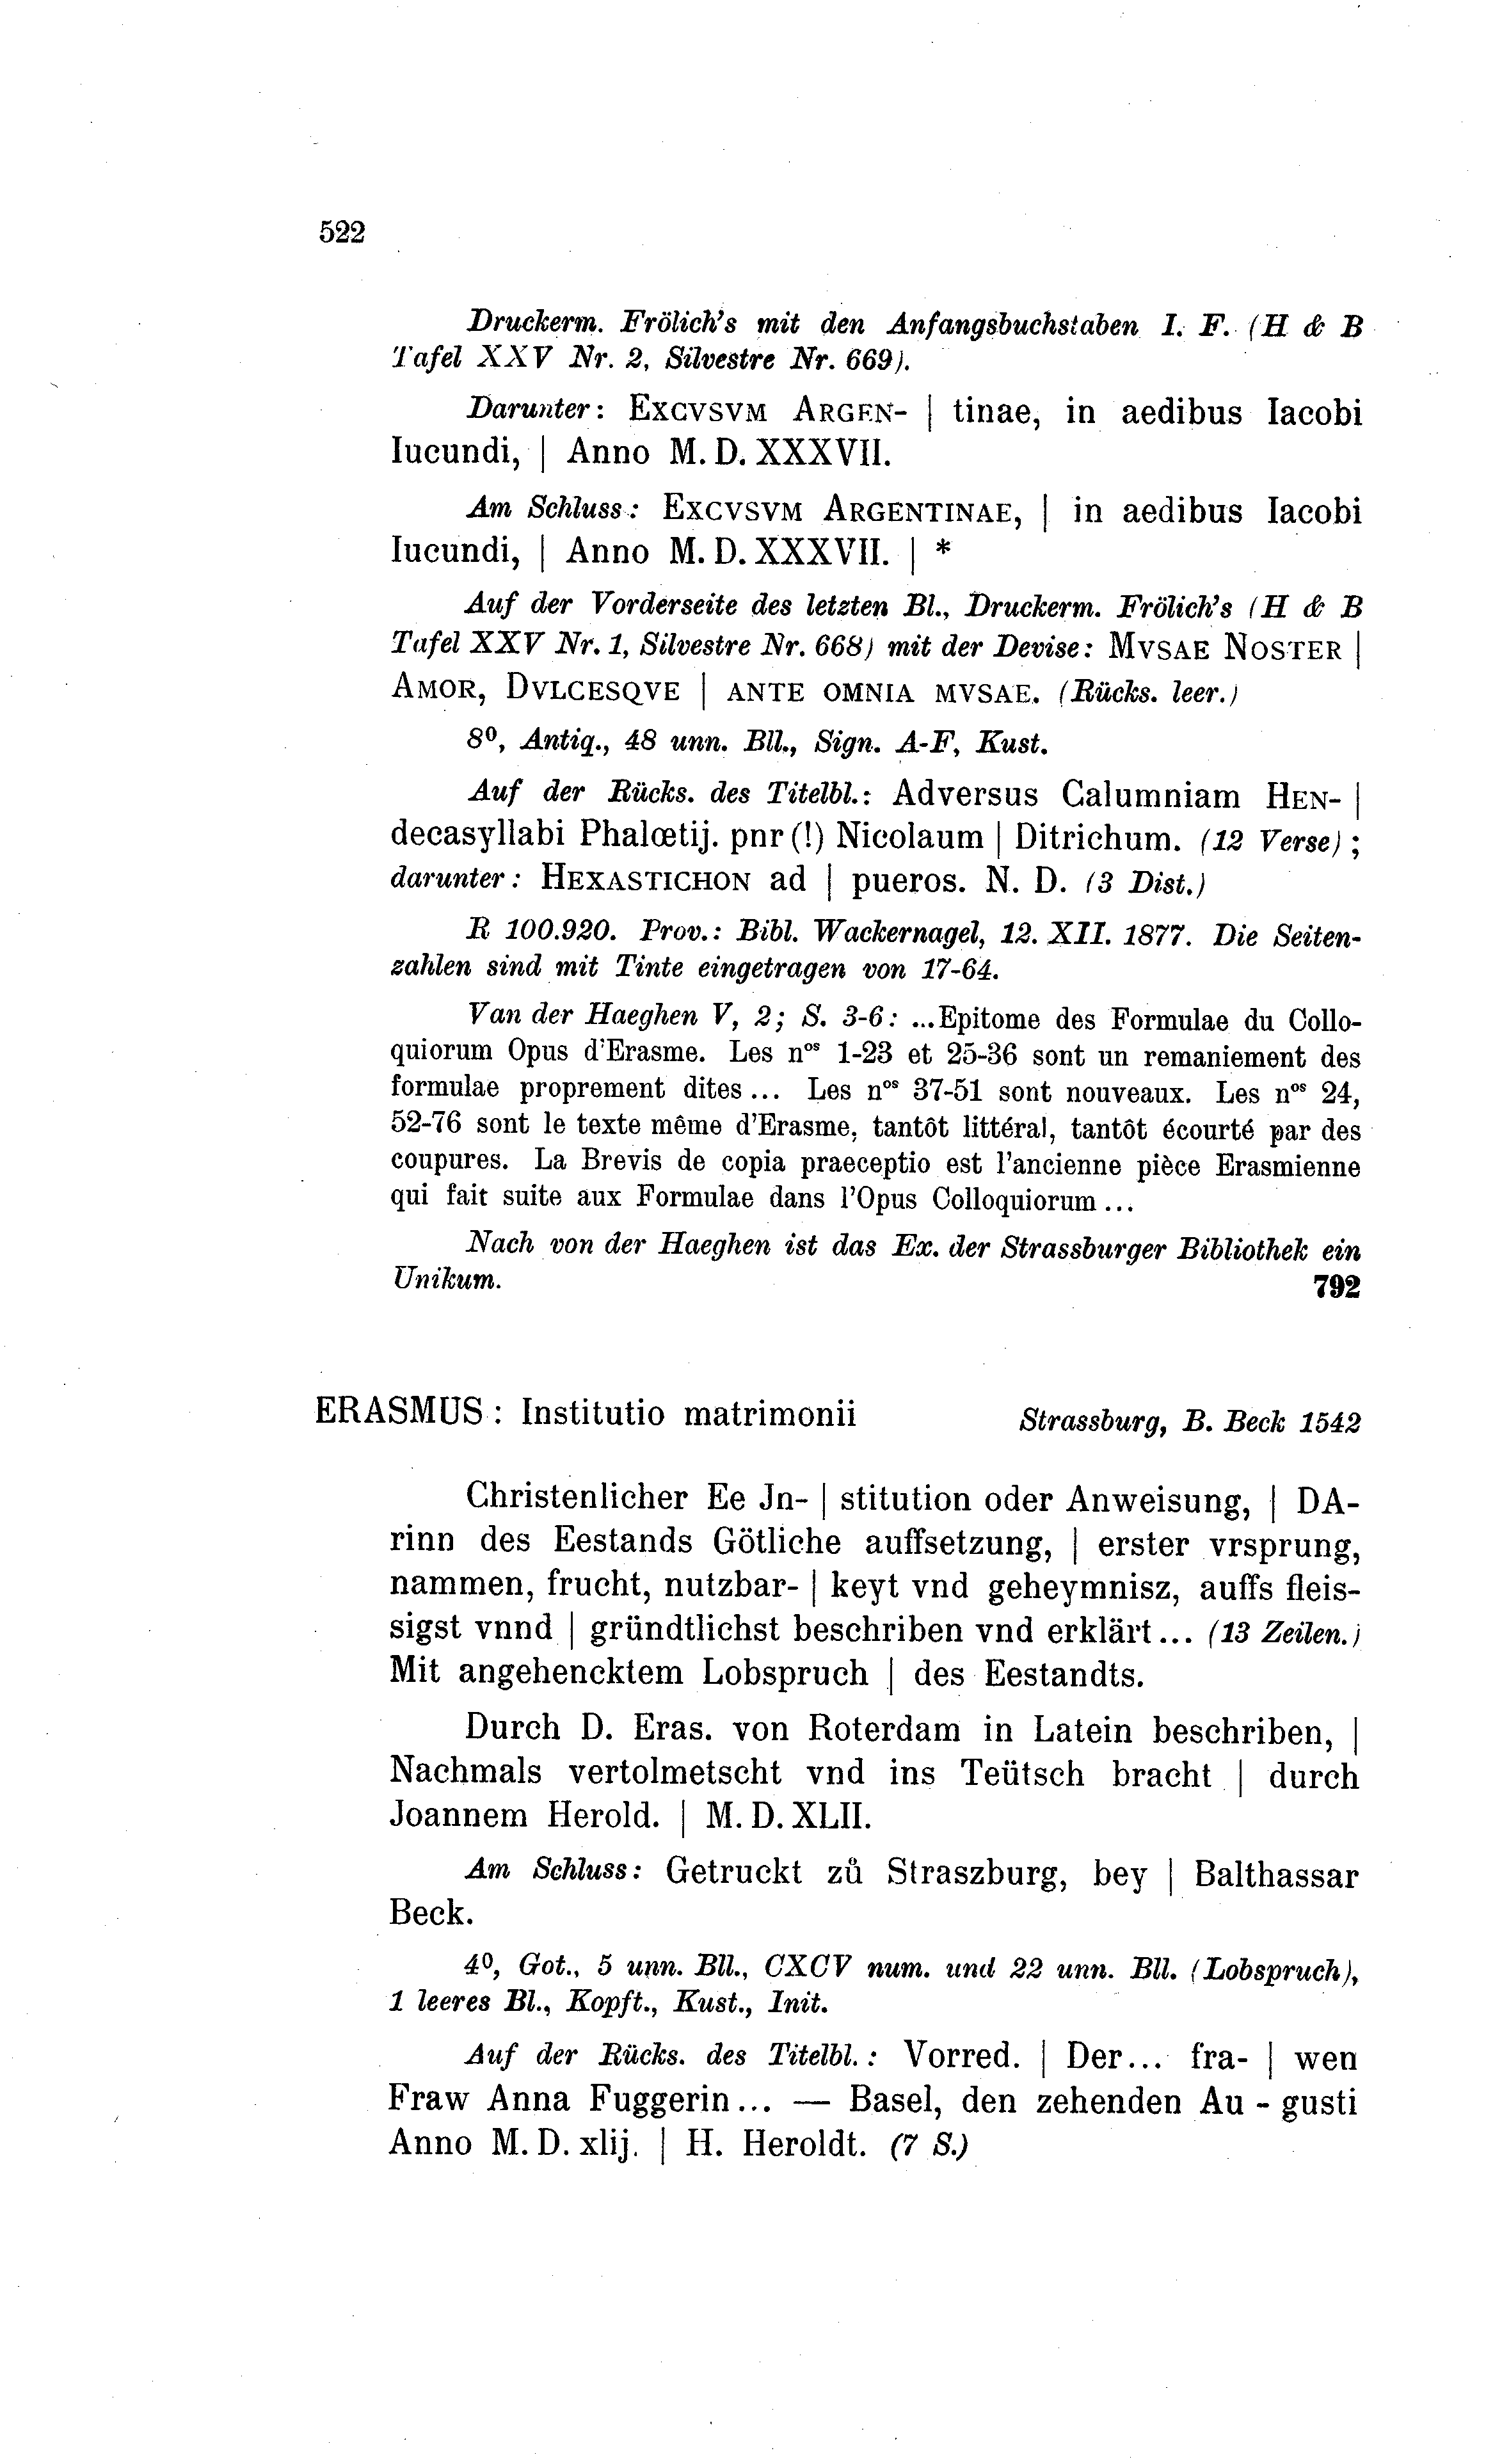 522
Druckerm. Frölich's mit den Anfangsbuchstaben I. F. (H & B
Tafel XXV Nr. 2, Silvestre Nr. 669).
Darunter: EXCVSVM ARGEN- | tinae, in aedibus Iacobi
Iucundi, | Anno M. D. XXXVII.
Am Schluss: EXCVSVM ARGENTINAE, | in aedibus Iacobi
Iucundi, | Anno M. D. XXXVII. | *
Auf der Vorderseite des letzten Bl., Druckerm. Frölich's (H & B
Tafel XXV Nr. 1, Silvestre Nr. 668) mit der Devise: MVSAE NOSTER |
AMOR, DVLCESQVE | ANTE OMNIA MVSAE. (Rücks. leer.)
8⁰, Antiq., 48 unn. Bll., Sign. A-F, Kust.
Auf der Rücks. des Titelbl.: Adversus Calumniam HEN- |
decasyllabi Phalœtij. pnr (!) Nicolaum | Ditrichum. (12 Verse) ;
darunter : HEXASTICHON ad | pueros. N. D. (3 Dist.)
R 100.920. Prov.: Bibl. Wackernagel, 12. XII. 1877. Die Seiten-
zahlen sind mit Tinte eingetragen von 17-64.
Van der Haeghen V, 2; S. 3-6: ...Epitome des Formulae du Collo-
quiorum Opus d'Erasme. Les nᵒˢ 1-23 et 25-36 sont un remaniement des
formulae proprement dites ... Les nᵒˢ 37-51 sont nouveaux. Les nᵒˢ 24,
52-76 sont le texte même d'Erasme, tantôt littéral, tantôt écourté par des
coupures. La Brevis de copia praeceptio est l'ancienne pièce Erasmienne
qui fait suite aux Formulae dans l'Opus Colloquiorum ...
Nach von der Haeghen ist das Ex. der Strassburger Bibliothek ein
Unikum. 792
ERASMUS : Institutio matrimonii Strassburg, B. Beck 1542
Christenlicher Ee Jn- | stitution oder Anweisung, | DA-
rinn des Eestands Götliche auffsetzung, | erster vrsprung,
nammen, frucht, nutzbar- | keyt vnd geheymnisz, auffs fleis-
sigst vnnd | gründtlichst beschriben vnd erklärt ... (13 Zeilen.)
Mit angehencktem Lobspruch | des Eestandts.
Durch D. Eras. von Roterdam in Latein beschriben, |
Nachmals vertolmetscht vnd ins Teütsch bracht | durch
Joannem Herold. | M. D. XLII.
Am Schluss: Getruckt zů Straszburg, bey | Balthassar
Beck.
4⁰, Got., 5 unn. Bll., CXCV num. und 22 unn. Bll. (Lobspruch),
1 leeres Bl., Kopft., Kust., Init.
Auf der Rücks. des Titelbl. : Vorred. | Der... fra- | wen
Fraw Anna Fuggerin ... — Basel, den zehenden Au - gusti
Anno M. D. xlij. | H. Heroldt. (7 S.)